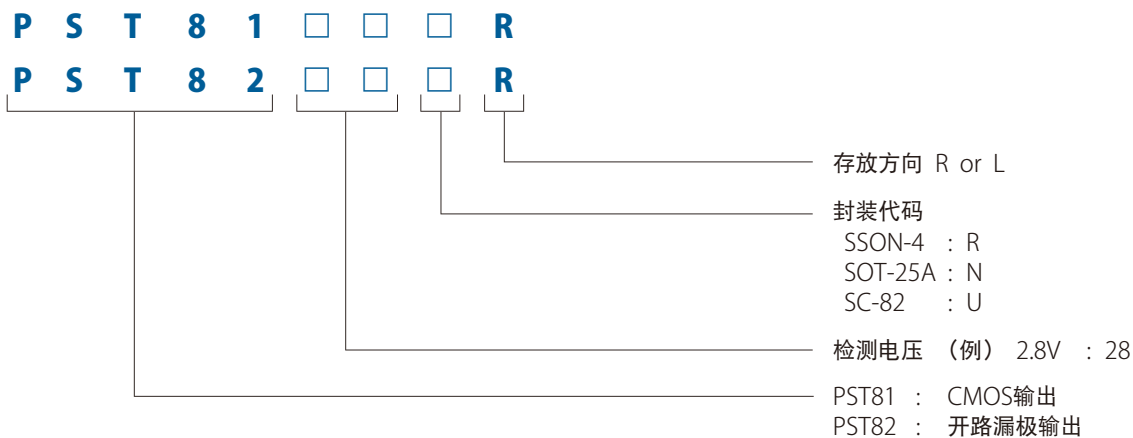 P S T 8 1 □ □ □ R
P S T 8 2 □ □ □ R
存放方向 R or L
封装代码
SSON-4 : R
SOT-25A : N
SC-82 : U
检测电压 （例） 2.8V : 28
PST81 : CMOS输出
PST82 : 开路漏极输出